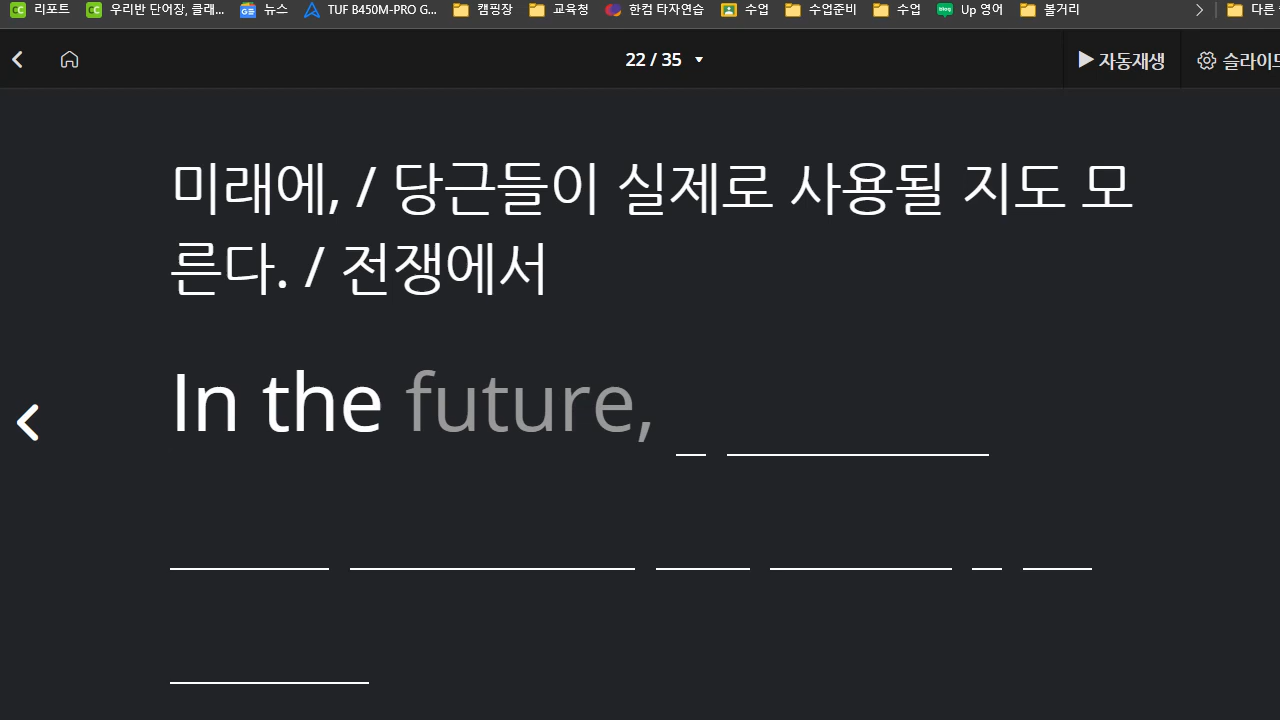 리포트 우리반 단어장, 클래... 뉴스 TUF B450M-PRO G... 캠핑장 교육청 한컴 타자연습 수업 수업준비 수업 Up 영어 볼거리 다른
22 / 35 자동재생 슬라이드
미래에, / 당근들이 실제로 사용될 지도 모
른다. / 전쟁에서
In the future,